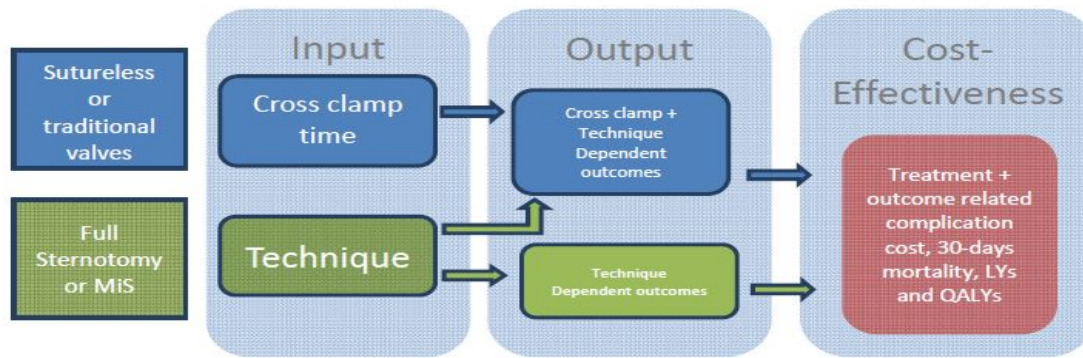 Sutureless
or
traditional
valves
Full
Sternotomy
or MiS
Input
Cross clamp
time
Technique
Output
Cross clamp +
Technique
Dependent
outcomes
Technique
Dependent outcomes
Cost-
Effectiveness
Treatment +
outcome related
complication
cost, 30-days
mortality, LYs
and QALYs